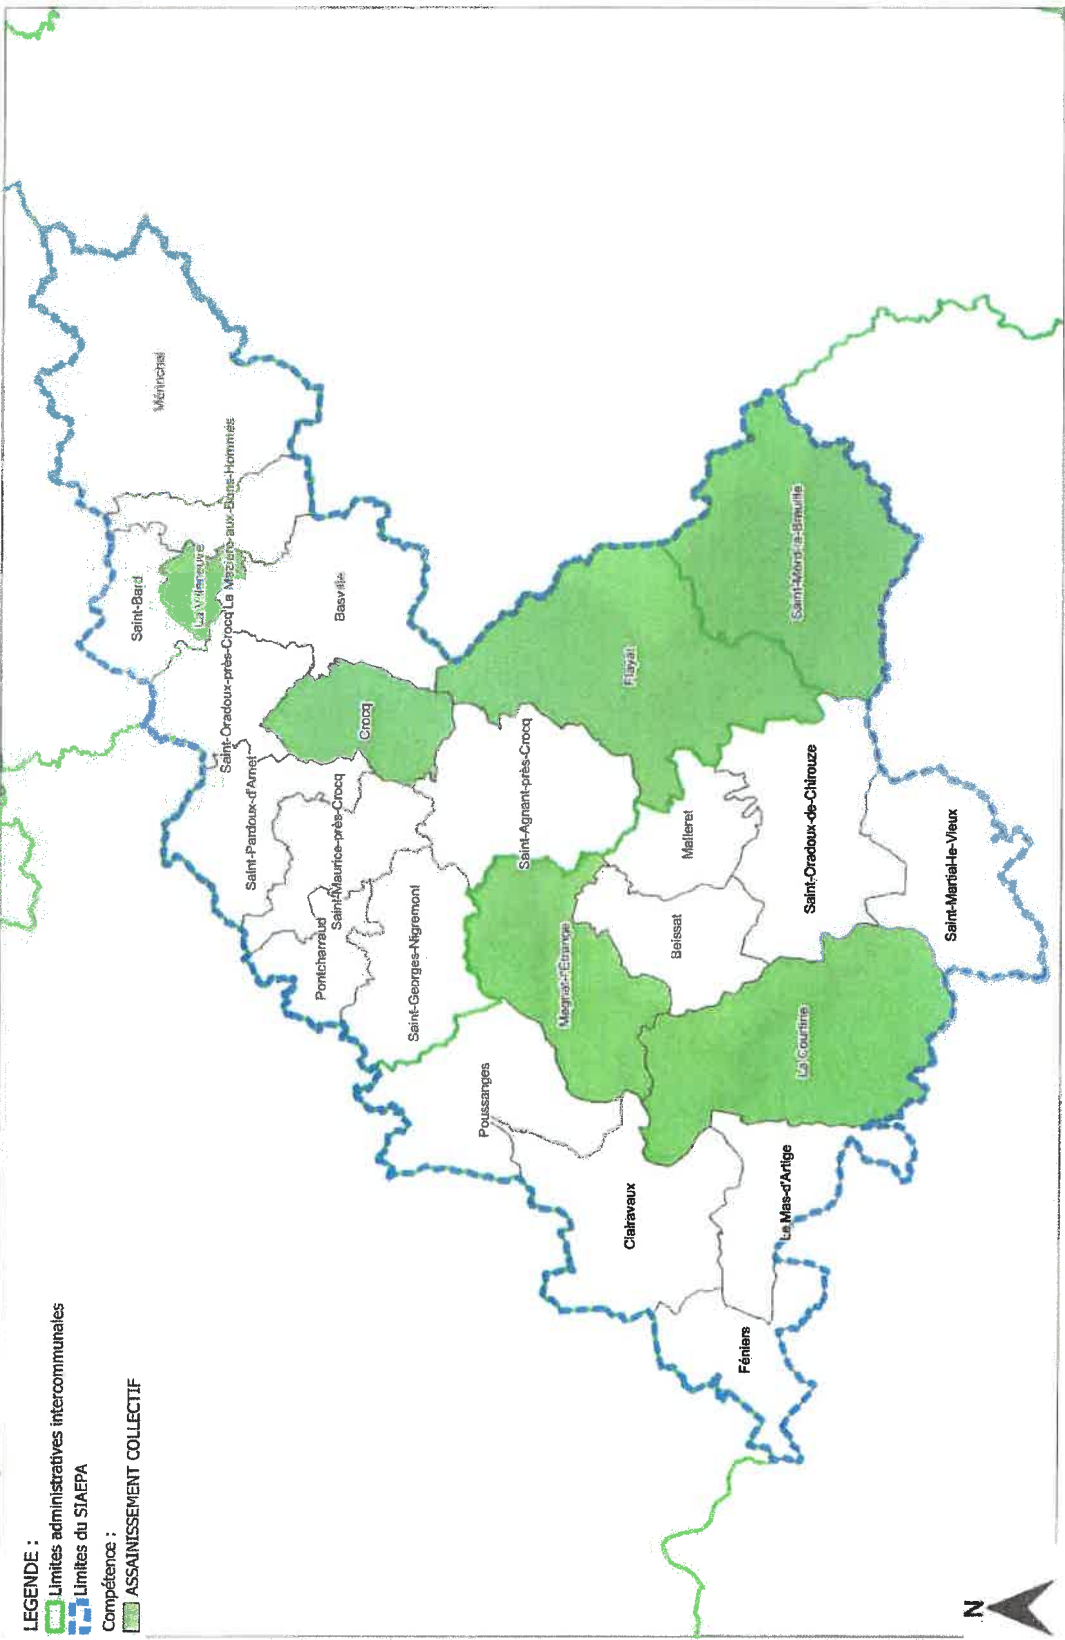 LEGENDE :
Limites administratives intercommunales
Limites du SIAEPA
Compétence :
ASSAINISSEMENT COLLECTIF
Mérinchal
Saint-Bard
La Villeneuve
La Mazière-aux-Bons-Hommes
Saint-Oradoux-près-Crocq
Basville
Saint-Pardoux-d'Arnet
Crocq
Saint-Maurice-près-Crocq
Pontcharraud
Saint-Georges-Nigremont
Saint-Agnant-près-Crocq
Flayat
Saint-Merd-la-Breuille
Poussanges
Magnat-l'Etrange
Malleret
Beissat
Saint-Oradoux-de-Chirouze
Clairavaux
La Courtine
Saint-Martial-le-Vieux
Le Mas-d'Artige
Féniers
N